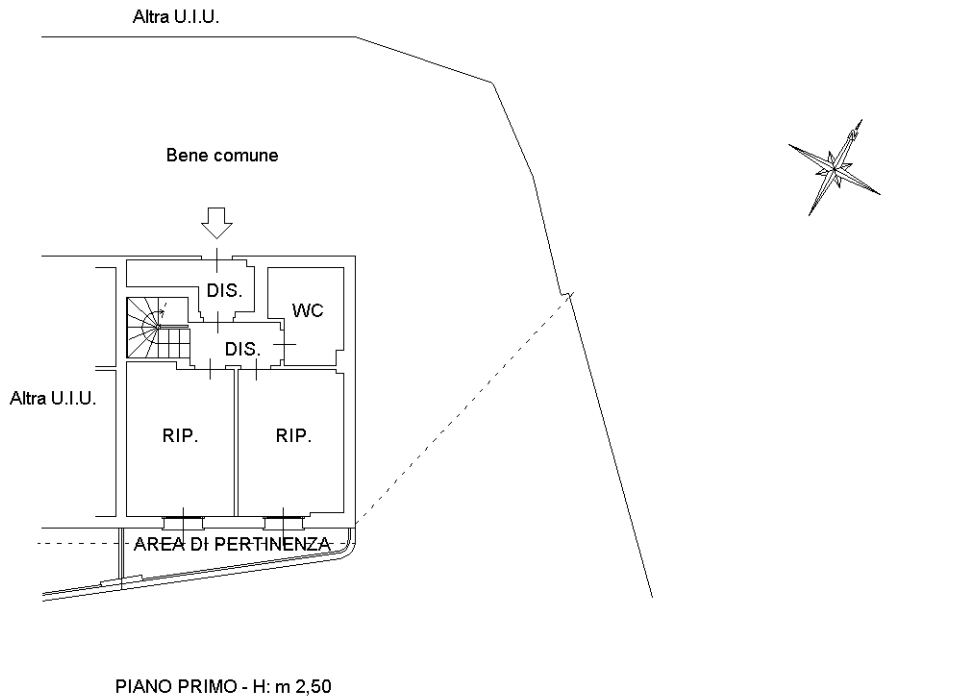 Altra U.I.U.
Bene comune
DIS.
WC
DIS.
Altra U.I.U.
RIP.
RIP.
AREA DI PERTINENZA
PIANO PRIMO - H: m 2,50